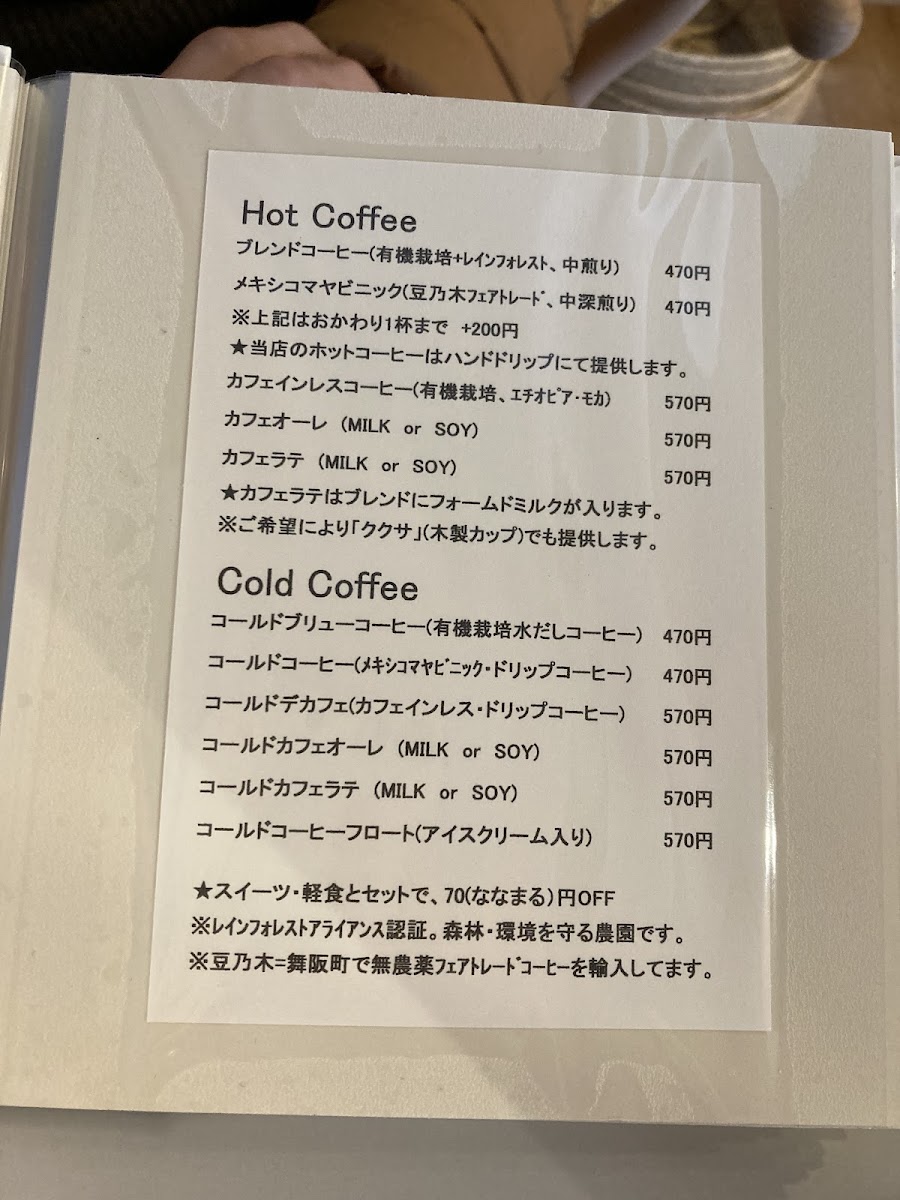 Hot Coffee
ブレンドコーヒー(有機栽培+ﾚｲﾝﾌｫﾚｽﾄ、中煎り) 470円
メキシコマヤビニック(豆乃木ﾌｪｱﾄﾚｰﾄﾞ、中深煎り) 470円
※上記はおかわり1杯まで +200円
★当店のホットコーヒーはハンドドリップにて提供します。
カフェインレスコーヒー(有機栽培、ｴﾁｵﾋﾟｱ･ﾓｶ) 570円
カフェオーレ (MILK or SOY) 570円
カフェラテ (MILK or SOY) 570円
★カフェラテはブレンドにフォームドミルクが入ります。
※ご希望により「ククサ」(木製カップ)でも提供します。
Cold Coffee
コールドブリューコーヒー(有機栽培水だしコーヒー) 470円
コールドコーヒー(ﾒｷｼｺﾏﾔﾋﾞﾆｯｸ・ドリップコーヒー) 470円
コールドデカフェ(カフェインレス・ドリップコーヒー) 570円
コールドカフェオーレ (MILK or SOY) 570円
コールドカフェラテ (MILK or SOY) 570円
コールドコーヒーフロート(アイスクリーム入り) 570円
★スイーツ・軽食とセットで、70(ななまる)円OFF
※ﾚｲﾝﾌｫﾚｽﾄｱﾗｲｱﾝｽ認証。森林・環境を守る農園です。
※豆乃木=舞阪町で無農薬ﾌｪｱﾄﾚｰﾄﾞｺｰﾋｰを輸入してます。